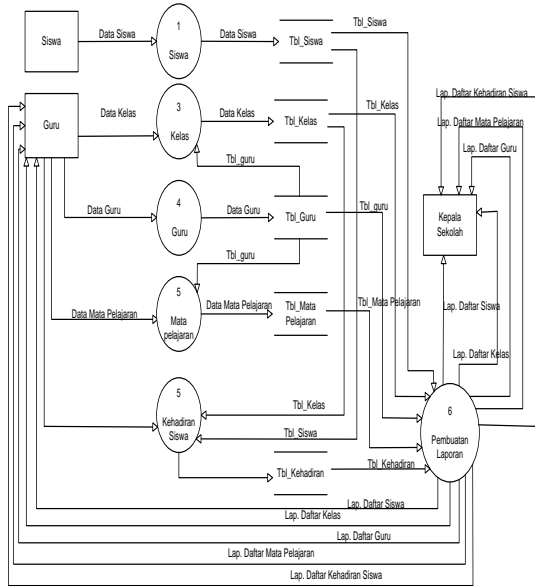 Tbl_Siswa
1
Siswa
Data Siswa
Siswa
Data Siswa
Tbl_Siswa
Lap. Daftar Kehadiran Siswa
3
Kelas
Data Kelas
Guru
Data Kelas
Tbl_Kelas
Tbl_Kelas
Lap. Daftar Mata Pelajaran
Lap. Daftar Guru
Tbl_guru
4
Guru
Data Guru
Data Guru
Tbl_Guru
Tbl_guru
Kepala
Sekolah
Tbl_guru
5
Mata
pelajaran
Data Mata Pelajaran
Data Mata Pelajaran
Tbl_Mata
Pelajaran
Tbl_Mata Pelajaran
Lap. Daftar Siswa
Lap. Daftar Kelas
5
Kehadiran
Siswa
Tbl_Kelas
Tbl_Siswa
6
Pembuatan
Laporan
Tbl_Kehadiran
Tbl_Kehadiran
Lap. Daftar Siswa
Lap. Daftar Kelas
Lap. Daftar Guru
Lap. Daftar Mata Pelajaran
Lap. Daftar Kehadiran Siswa